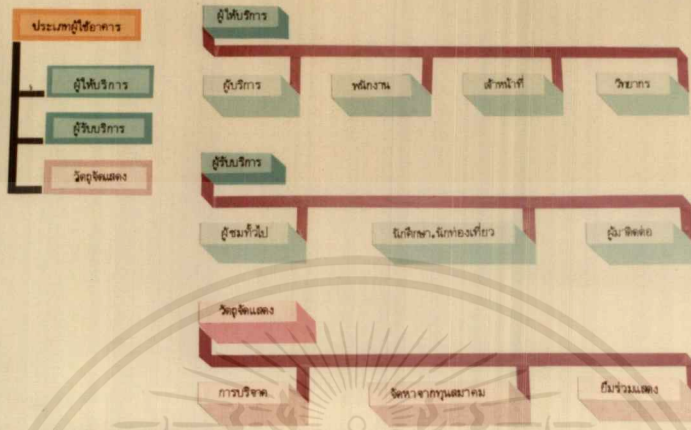 ประเภทผู้ใช้อาคาร
ผู้ให้บริการ
ผู้รับบริการ
วัตถุจัดแสดง
ผู้ให้บริการ
ผู้บริการ
พนักงาน
เจ้าหน้าที่
วิทยากร
ผู้รับบริการ
ผู้ชมทั่วไป
นักศึกษา,นักท่องเที่ยว
ผู้มาติดต่อ
วัตถุจัดแสดง
การบริจาค
จัดหาจากทุนสมาคม
ยืมร่วมแสดง